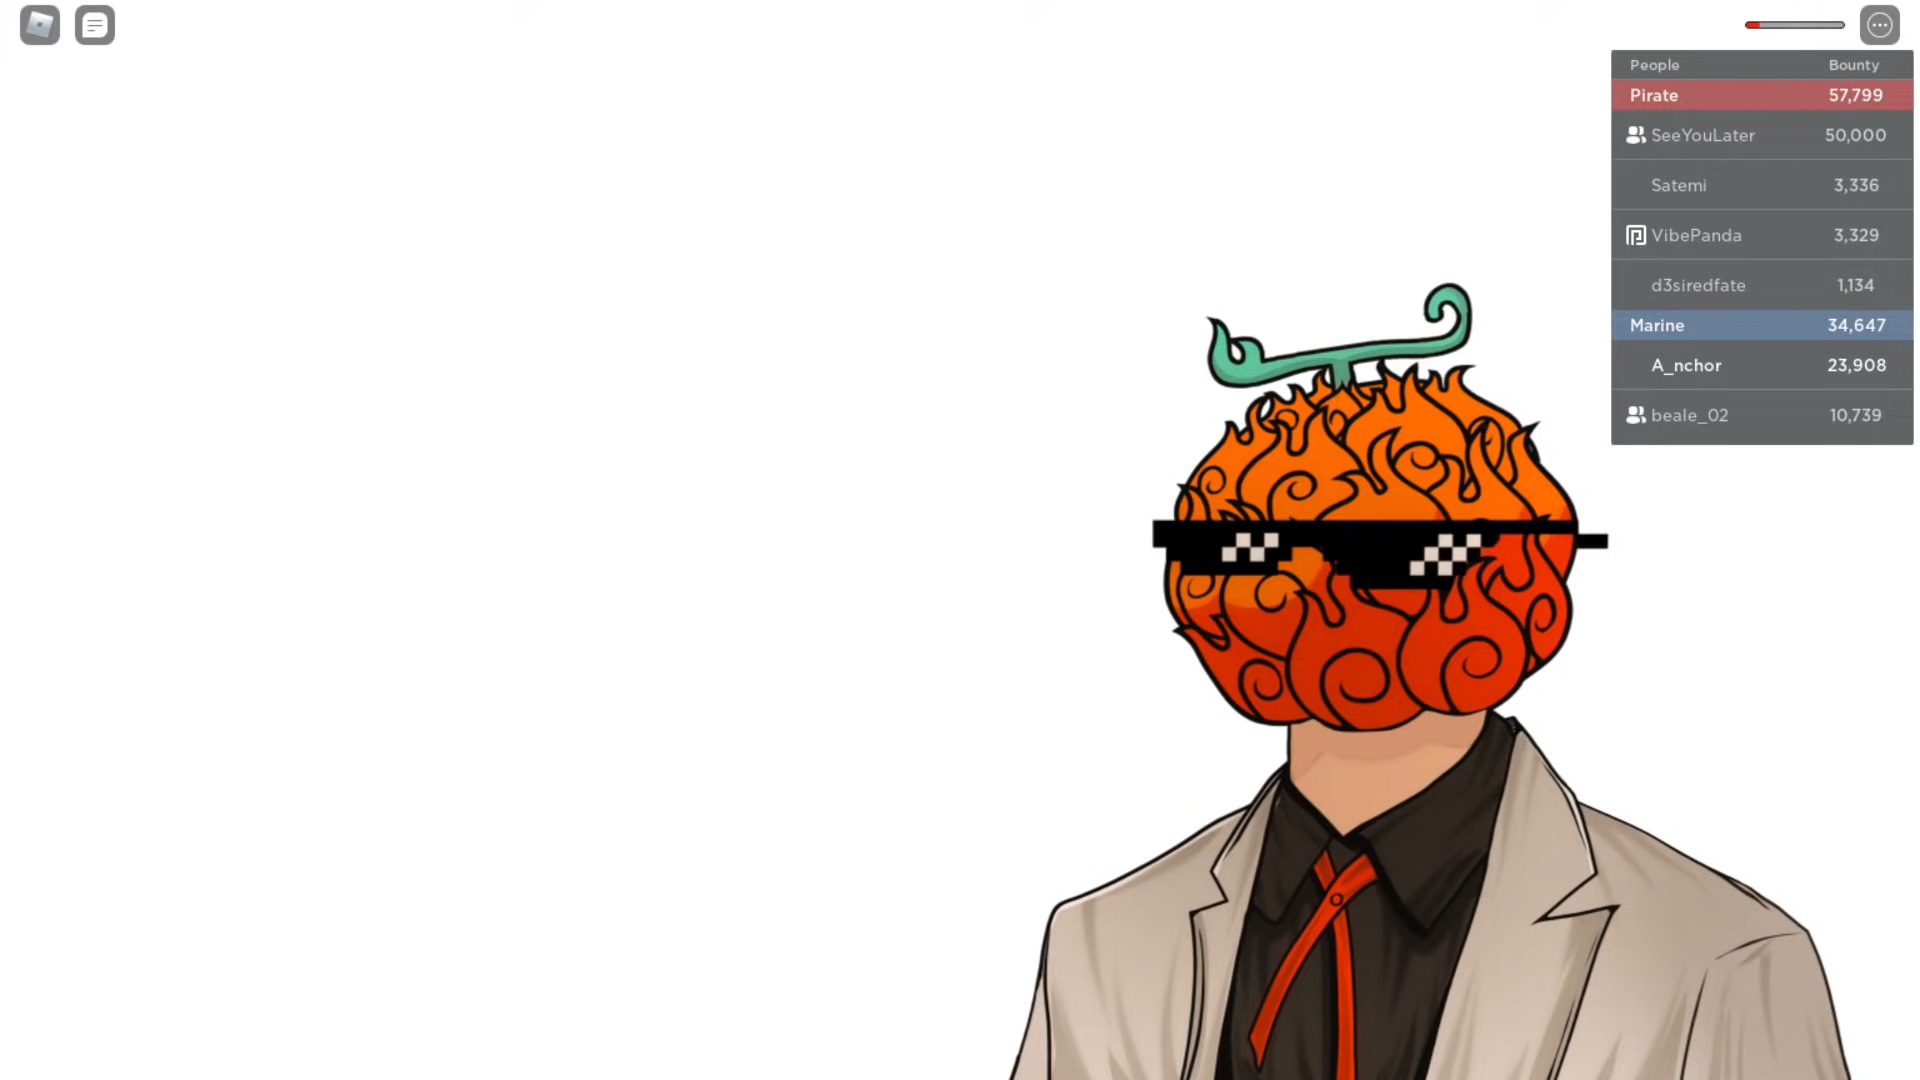 People Bounty
Pirate 57,799
SeeYouLater 50,000
Satemi 3,336
VibePanda 3,329
d3siredfate 1,134
Marine 34,647
A_nchor 23,908
beale_02 10,739